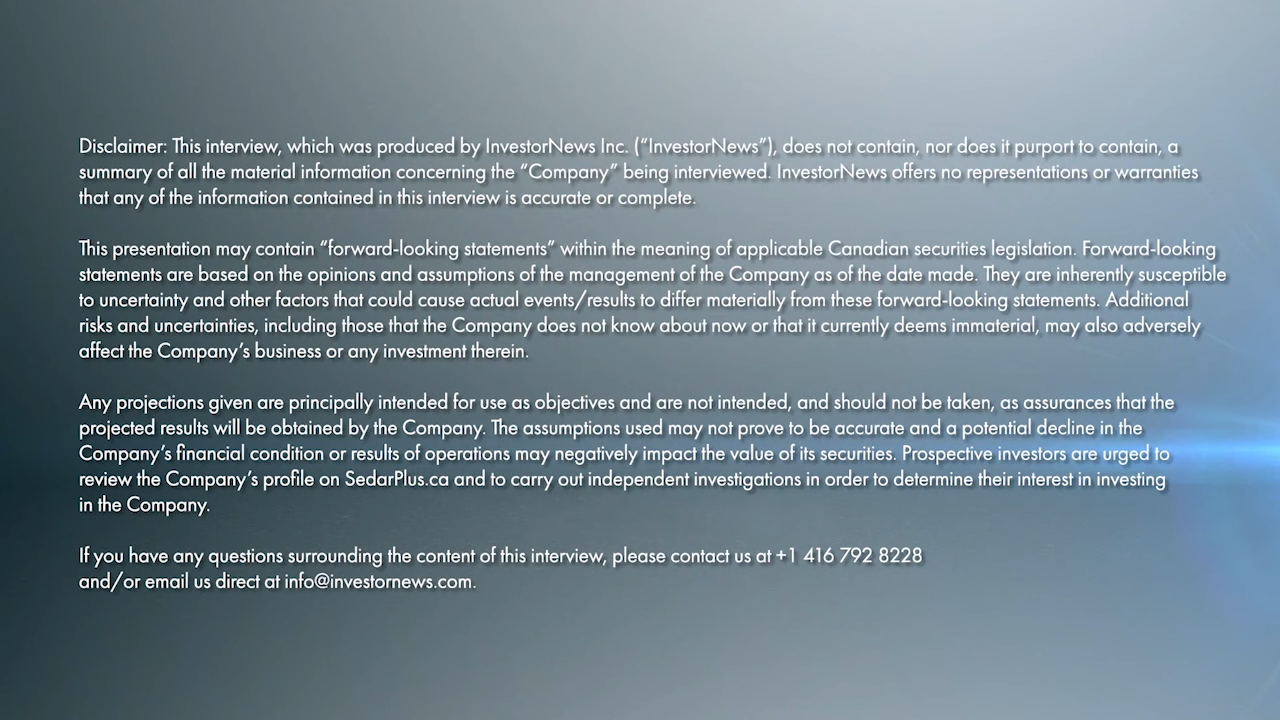 Disclaimer: This interview, which was produced by InvestorNews Inc. (“InvestorNews”), does not contain, nor does it purport to contain, a
summary of all the material information concerning the “Company” being interviewed. InvestorNews offers no representations or warranties
that any of the information contained in this interview is accurate or complete.
This presentation may contain “forward-looking statements” within the meaning of applicable Canadian securities legislation. Forward-looking
statements are based on the opinions and assumptions of the management of the Company as of the date made. They are inherently susceptible
to uncertainty and other factors that could cause actual events/results to differ materially from these forward-looking statements. Additional
risks and uncertainties, including those that the Company does not know about now or that it currently deems immaterial, may also adversely
affect the Company’s business or any investment therein.
Any projections given are principally intended for use as objectives and are not intended, and should not be taken, as assurances that the
projected results will be obtained by the Company. The assumptions used may not prove to be accurate and a potential decline in the
Company’s financial condition or results of operations may negatively impact the value of its securities. Prospective investors are urged to
review the Company’s profile on SedarPlus.ca and to carry out independent investigations in order to determine their interest in investing
in the Company.
If you have any questions surrounding the content of this interview, please contact us at +1 416 792 8228
and/or email us direct at info@investornews.com.